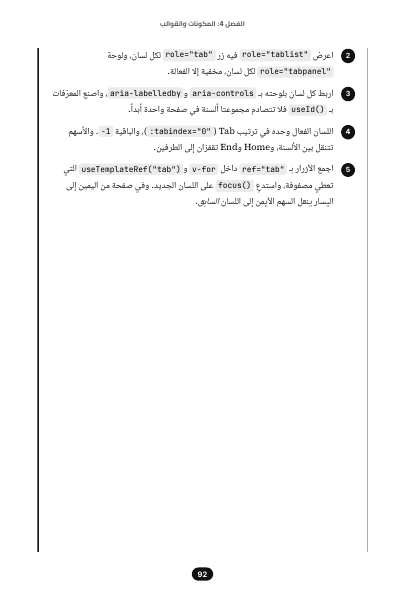 الفصل 4: المكونات والقوالب
2 اعرض role="tablist" فيه زر role="tab" لكل لسان، ولوحة
role="tabpanel" لكل لسان، مخفية إلا الفعالة.
3 اربط كل لسان بلوحته بـ aria-controls و aria-labelledby، واصنع المعرّفات
بـ useId() فلا تتصادم مجموعتا ألسنة في صفحة واحدة أبداً.
4 اللسان الفعال وحده في ترتيب Tab (:tabindex="0")، والباقية -1. والأسهم
تتنقل بين الألسنة، وHome وEnd تقفزان إلى الطرفين.
5 اجمع الأزرار بـ ref="tab" داخل v-for و useTemplateRef("tab") التي
تعطي مصفوفة، واستدعِ focus() على اللسان الجديد. وفي صفحة من اليمين إلى
اليسار ينقل السهم الأيمن إلى اللسان السابق.
92